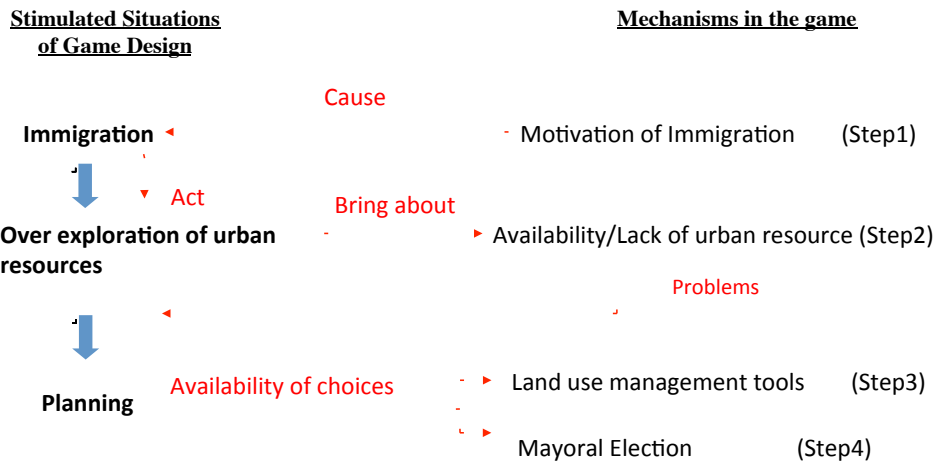 Stimulated Situations
of Game Design
Mechanisms in the game
Cause
Immigration
Motivation of Immigration (Step1)
Act
Bring about
Over exploration of urban
resources
Availability/Lack of urban resource (Step2)
Problems
Availability of choices
Land use management tools (Step3)
Planning
Mayoral Election (Step4)